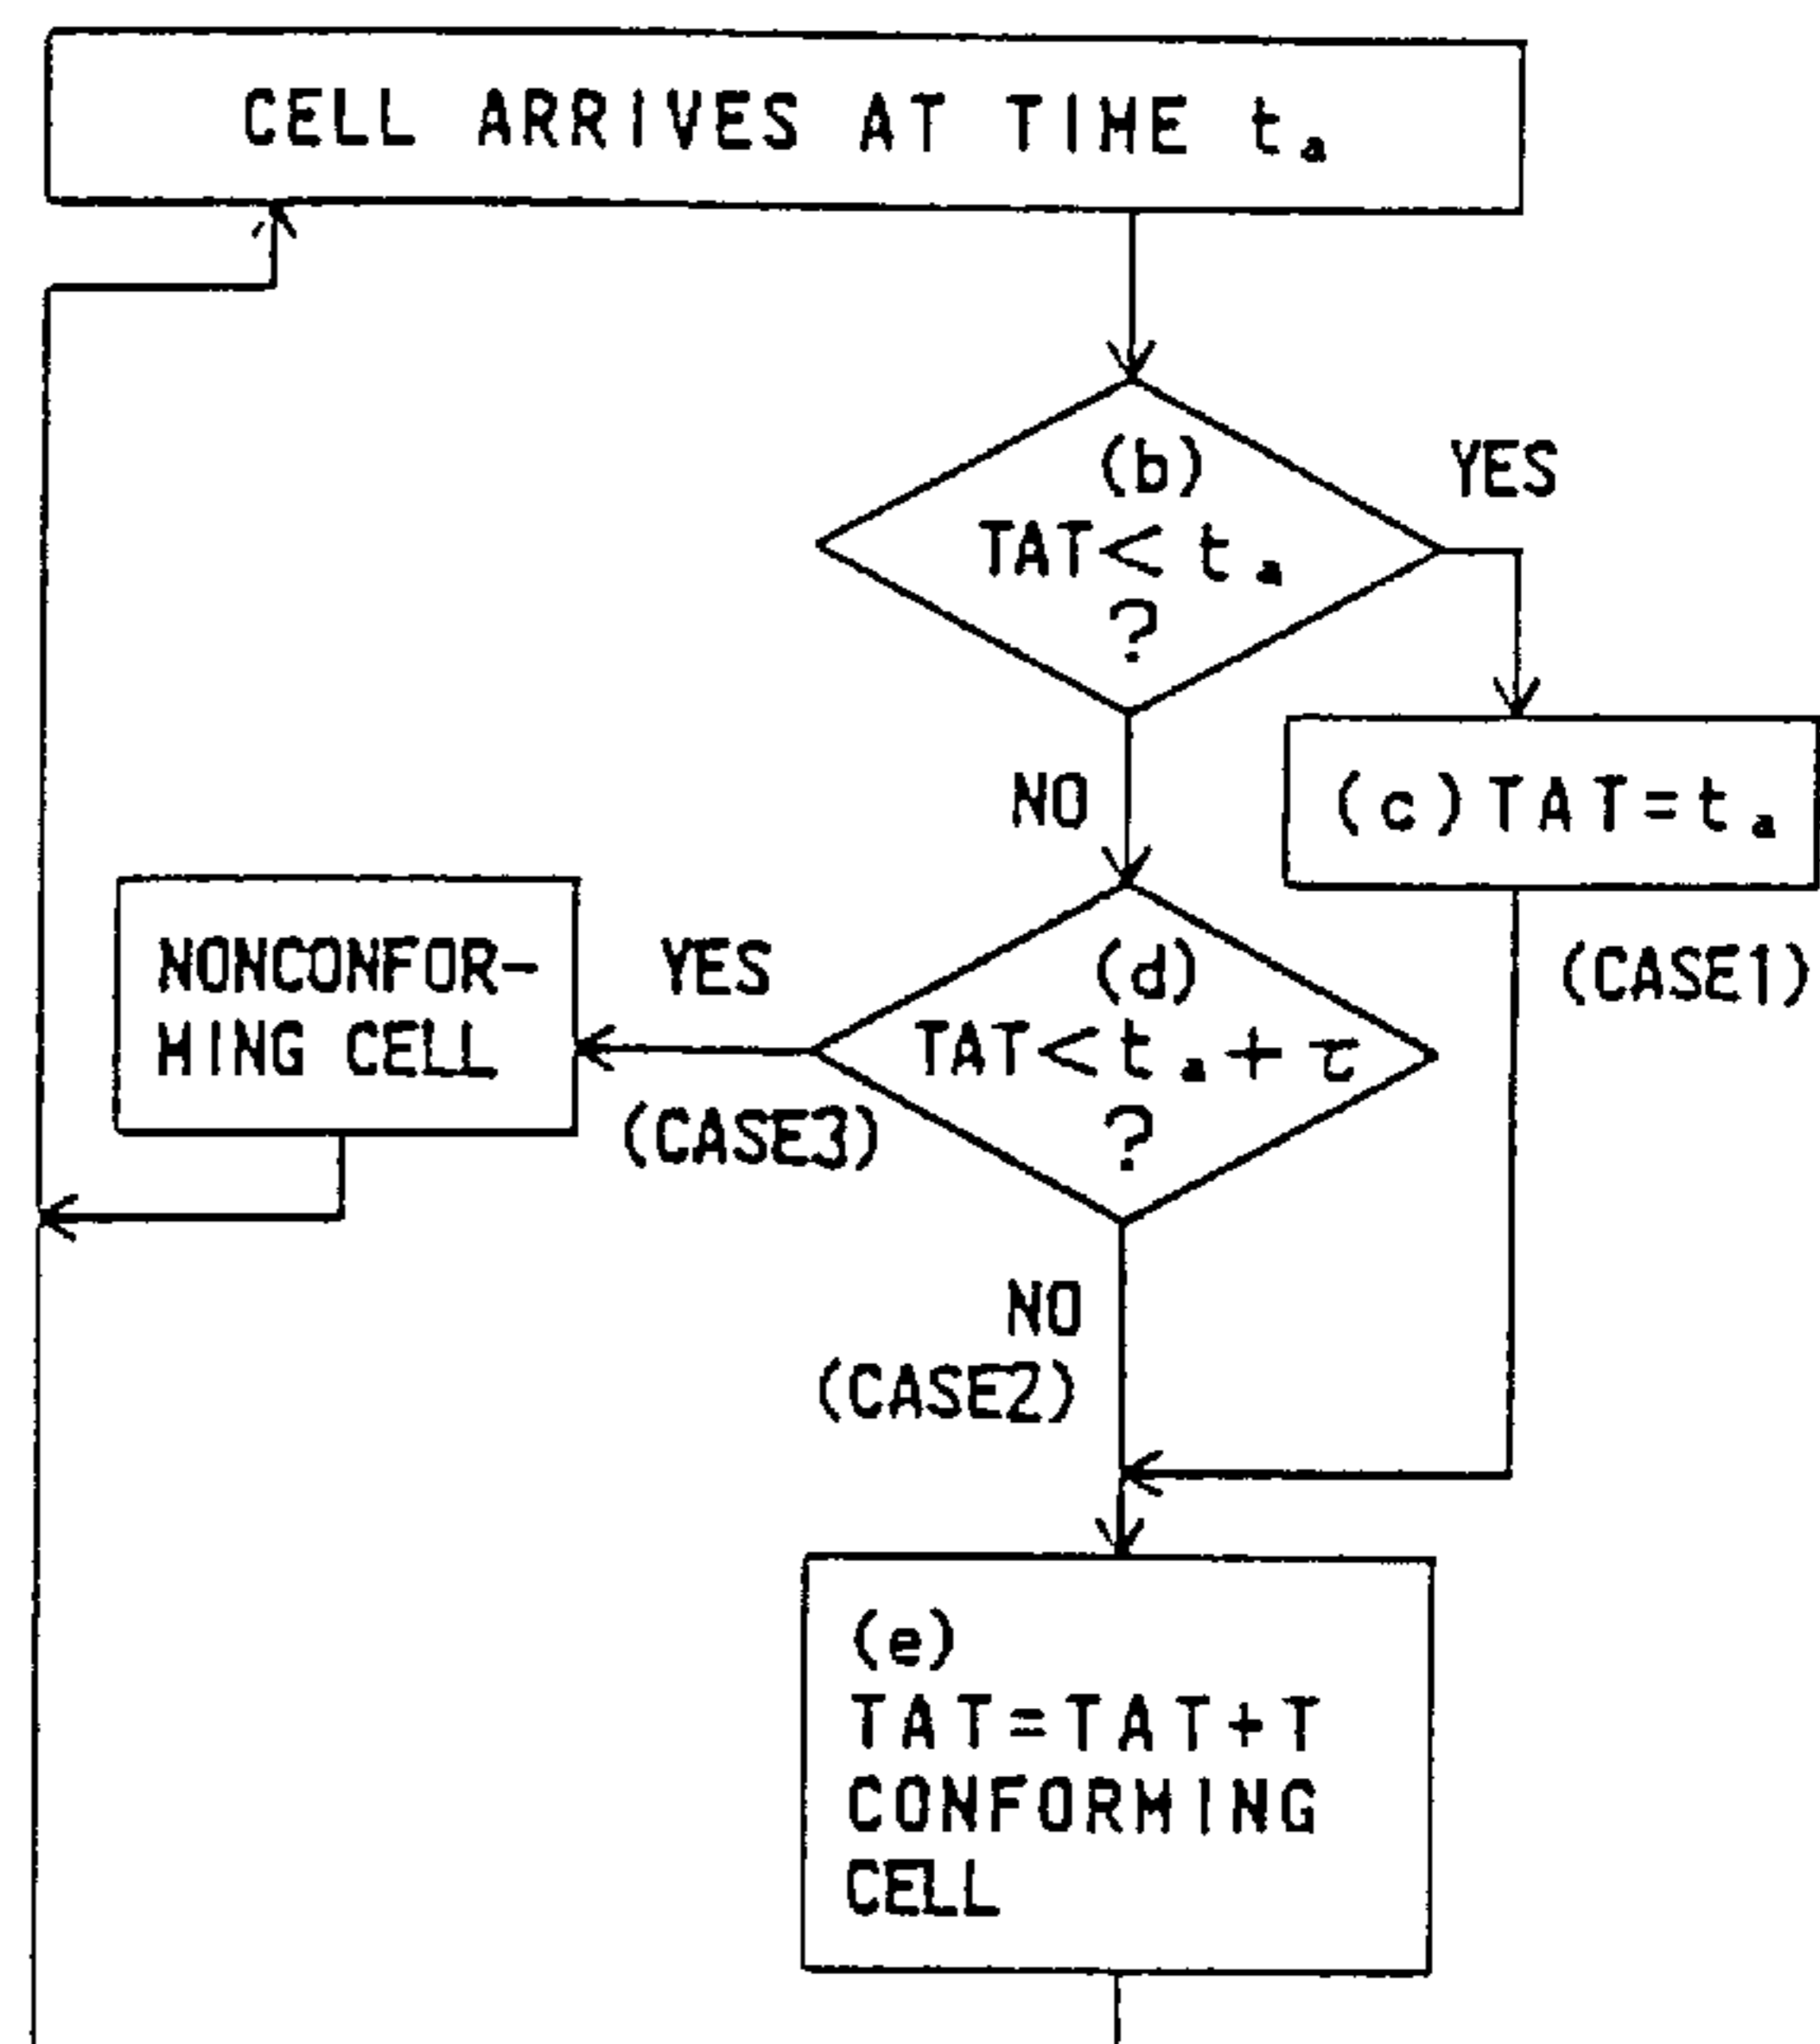 CELL ARRIVES AT TIME tₐ
(b)
TAT< tₐ
?
YES
NO
(c)TAT=tₐ
(CASE1)
(d)
TAT<tₐ+τ
?
YES
(CASE3)
NONCONFOR-
MING CELL
NO
(CASE2)
(e)
TAT=TAT+T
CONFORMING
CELL